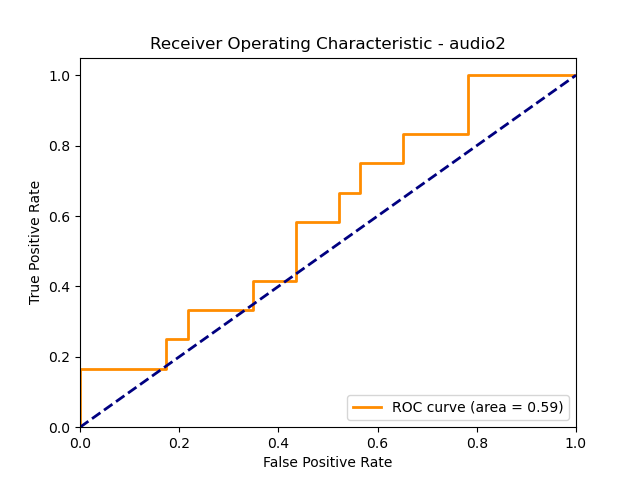 Receiver Operating Characteristic - audio2
1.0
0.8
0.6
0.4
0.2
0.0
True Positive Rate
ROC curve (area = 0.59)
0.0 0.2 0.4 0.6 0.8 1.0
False Positive Rate